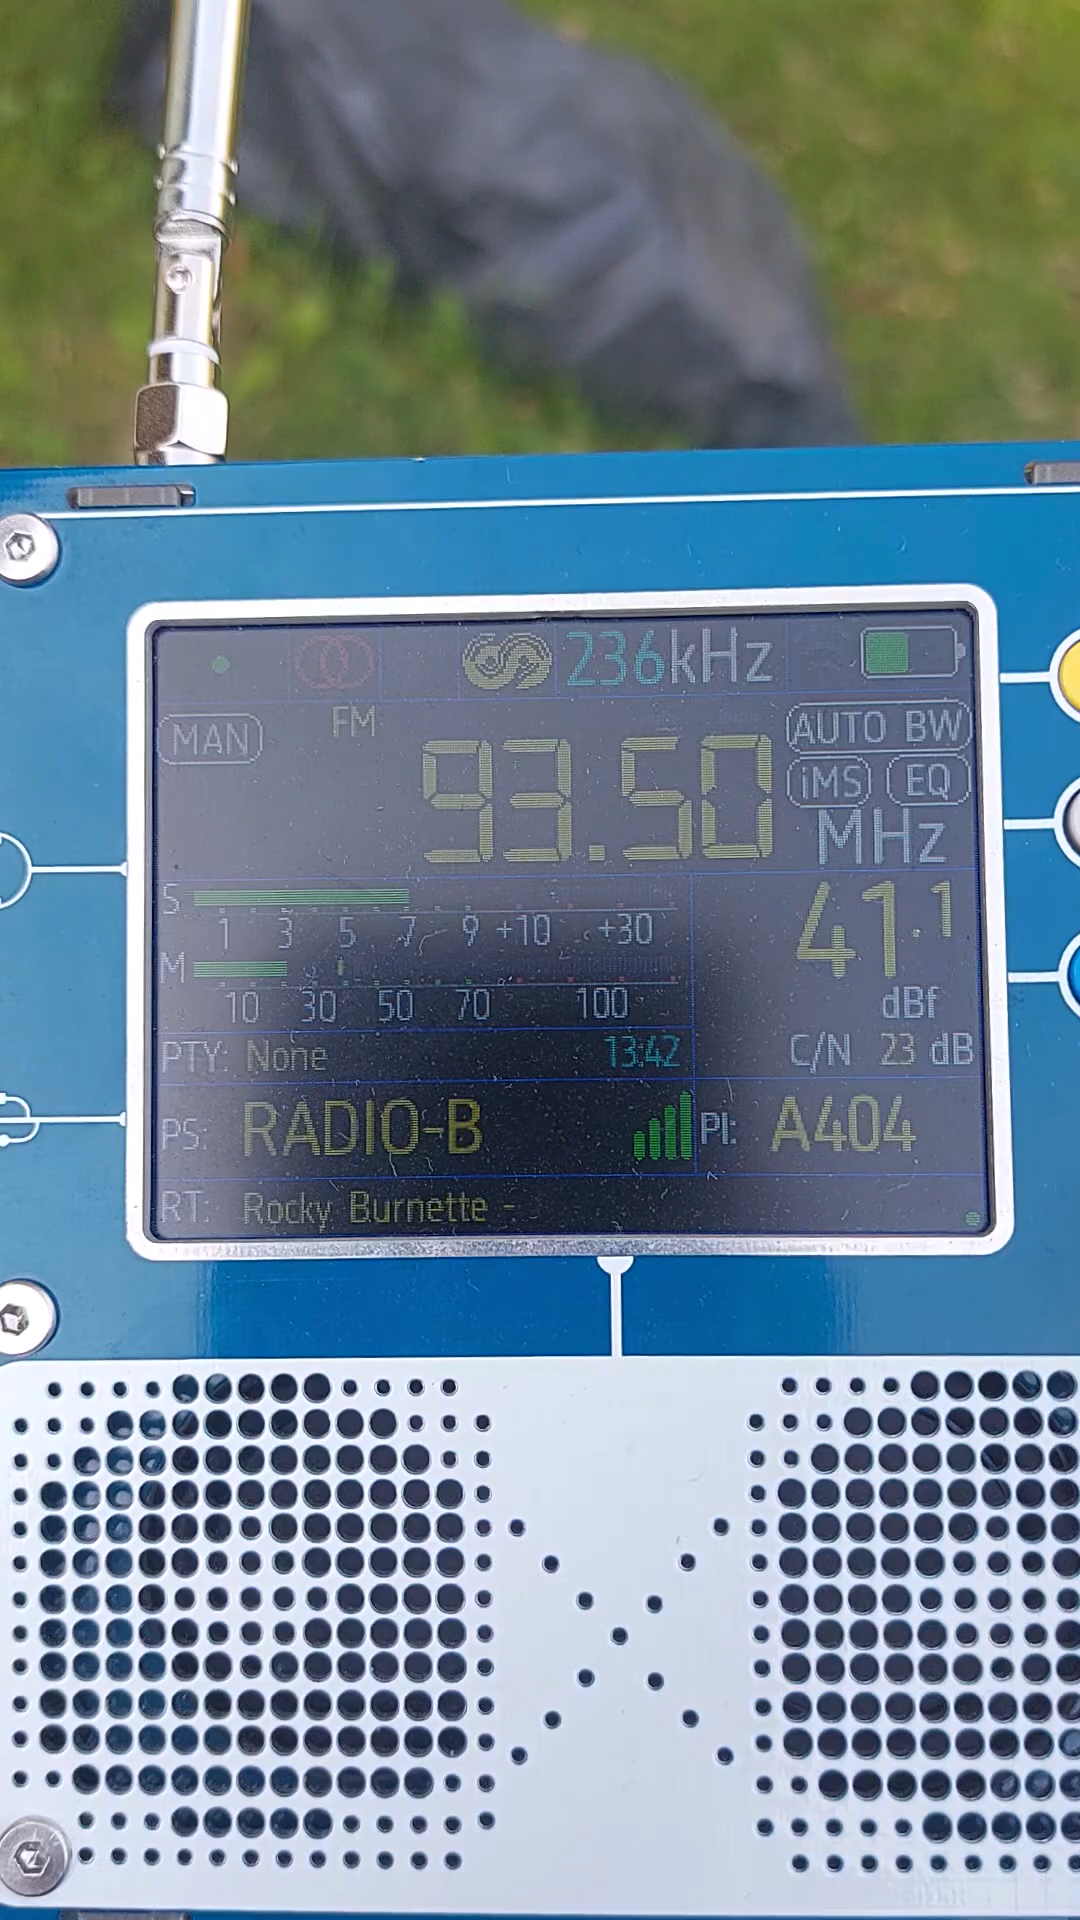 236kHz
MAN FM AUTO BW
93.50
iMS EQ
MHz
S
1 3 5 7 9 +10 +30
41.1
M
10 30 50 70 100
dBf
PTY: None 13:42 C/N 23 dB
PS: RADIO-B PI: A404
RT: Rocky Burnette -